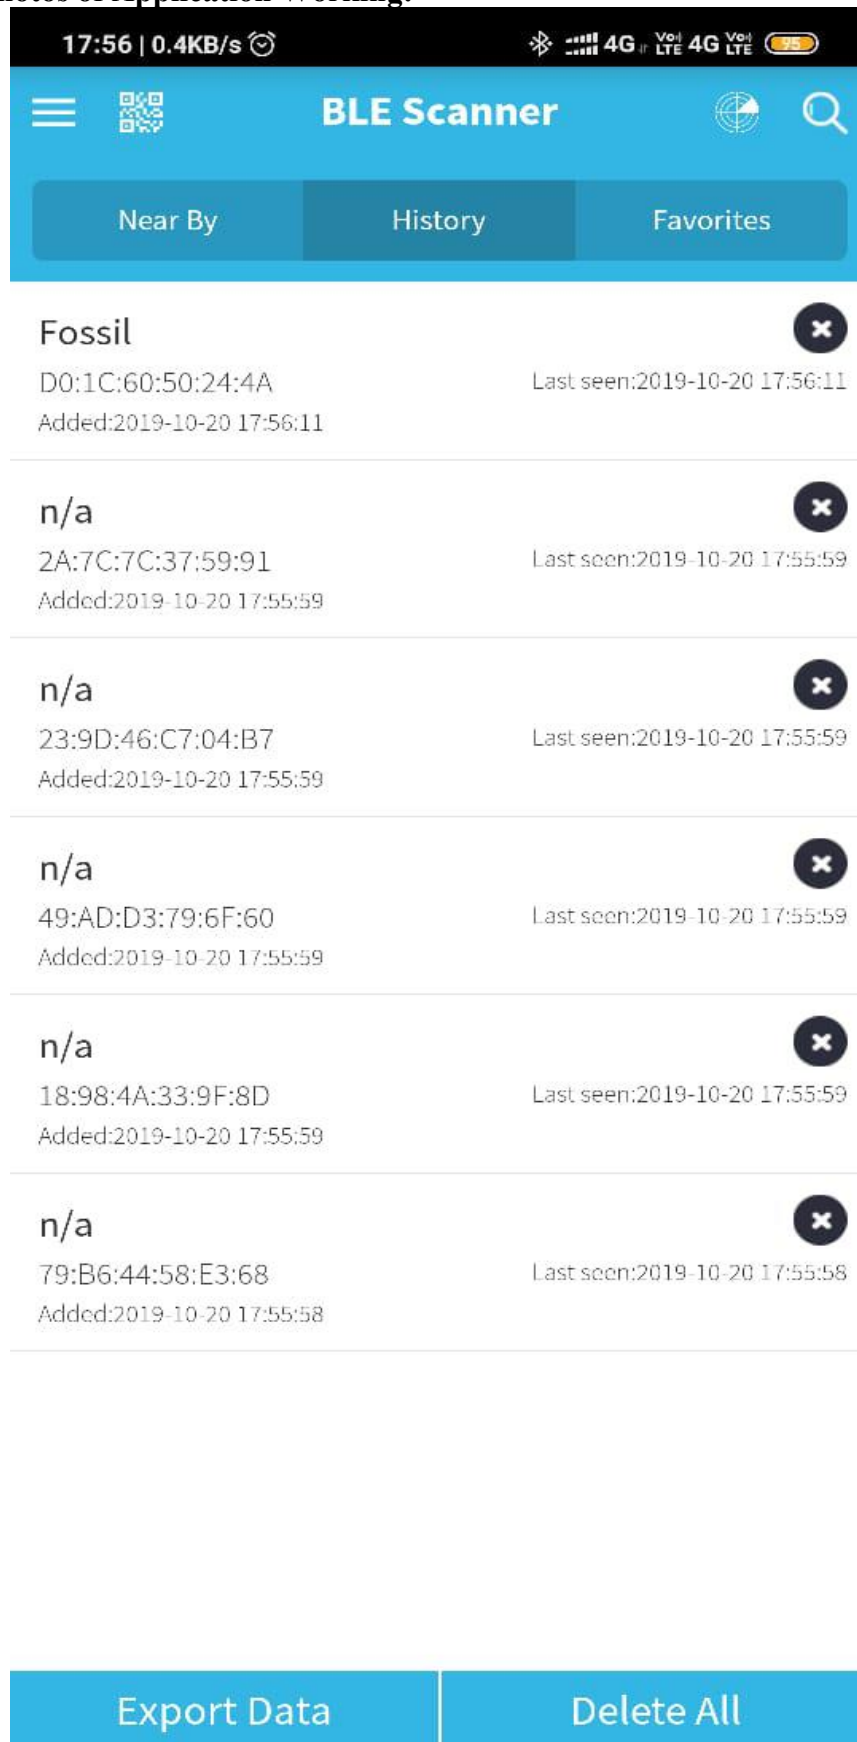 17:56 | 0.4KB/s 4G VoLTE 4G VoLTE 95
BLE Scanner
Near By History Favorites
Fossil
D0:1C:60:50:24:4A Last seen:2019-10-20 17:56:11
Added:2019-10-20 17:56:11
n/a
2A:7C:7C:37:59:91 Last seen:2019-10-20 17:55:59
Added:2019-10-20 17:55:59
n/a
23:9D:46:C7:04:B7 Last seen:2019-10-20 17:55:59
Added:2019-10-20 17:55:59
n/a
49:AD:D3:79:6F:60 Last seen:2019-10-20 17:55:59
Added:2019-10-20 17:55:59
n/a
18:98:4A:33:9F:8D Last seen:2019-10-20 17:55:59
Added:2019-10-20 17:55:59
n/a
79:B6:44:58:E3:68 Last seen:2019-10-20 17:55:58
Added:2019-10-20 17:55:58
Export Data Delete All